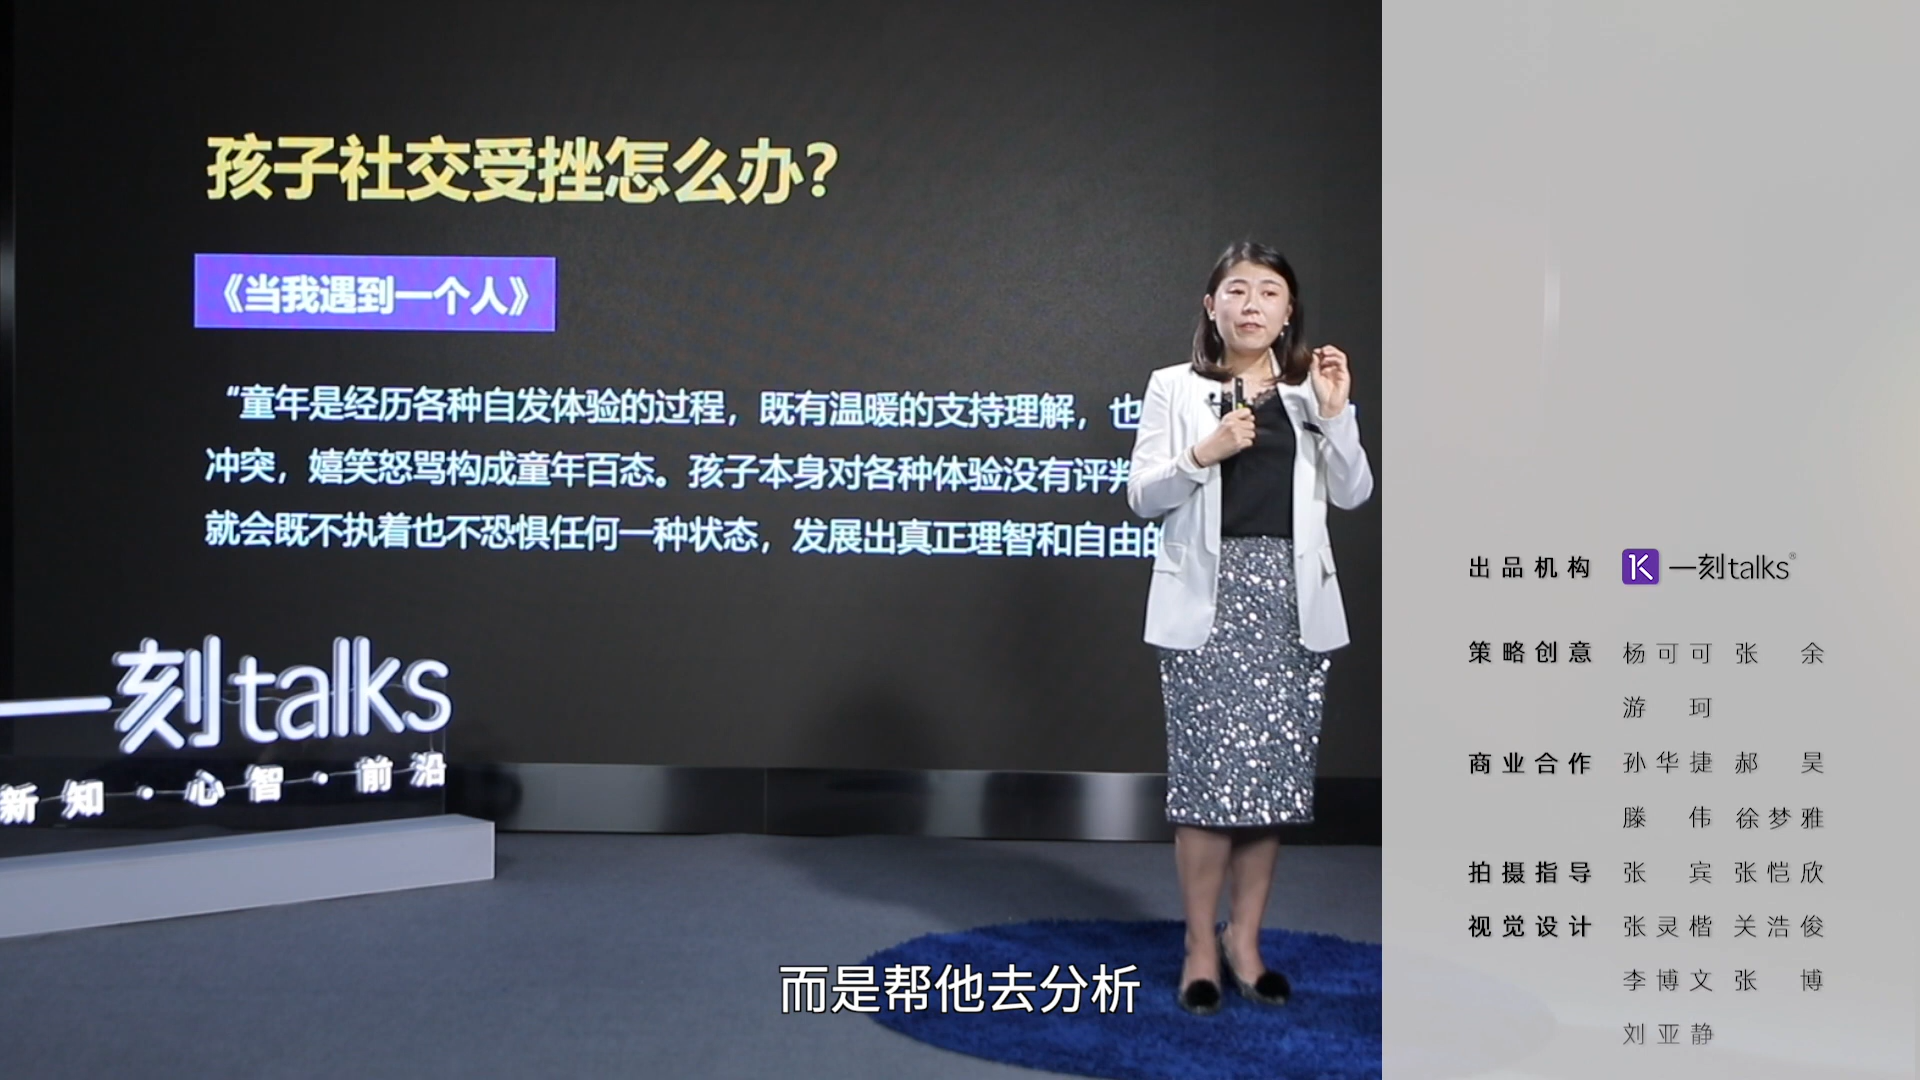 孩子社交受挫怎么办？
《当我遇到一个人》
“童年是经历各种自发体验的过程，既有温暖的支持理解，也
冲突，嬉笑怒骂构成童年百态。孩子本身对各种体验没有评判
就会既不执着也不恐惧任何一种状态，发展出真正理智和自由的
一刻talks
新知·心智·前沿
而是帮他去分析
出品机构 一刻talks®
策略创意 杨可可 张余
游珂
商业合作 孙华捷 郝昊
滕伟 徐梦雅
拍摄指导 张宾 张恺欣
视觉设计 张灵楷 关浩俊
李博文 张博
刘亚静